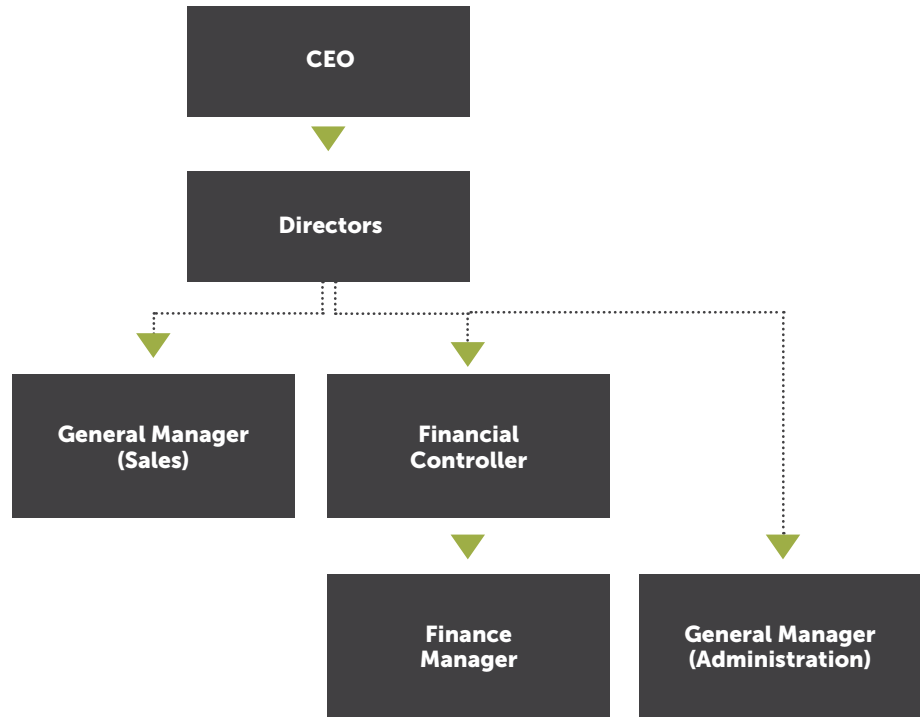 CEO
Directors
General Manager
(Sales)
Financial
Controller
Finance
Manager
General Manager
(Administration)